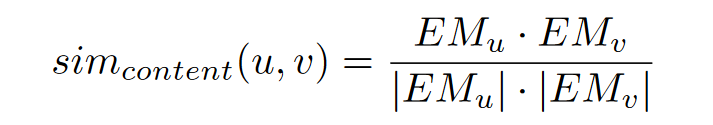 $sim_{content}(u, v) = \frac{EM_u \cdot EM_v}{|EM_u| \cdot |EM_v|}$